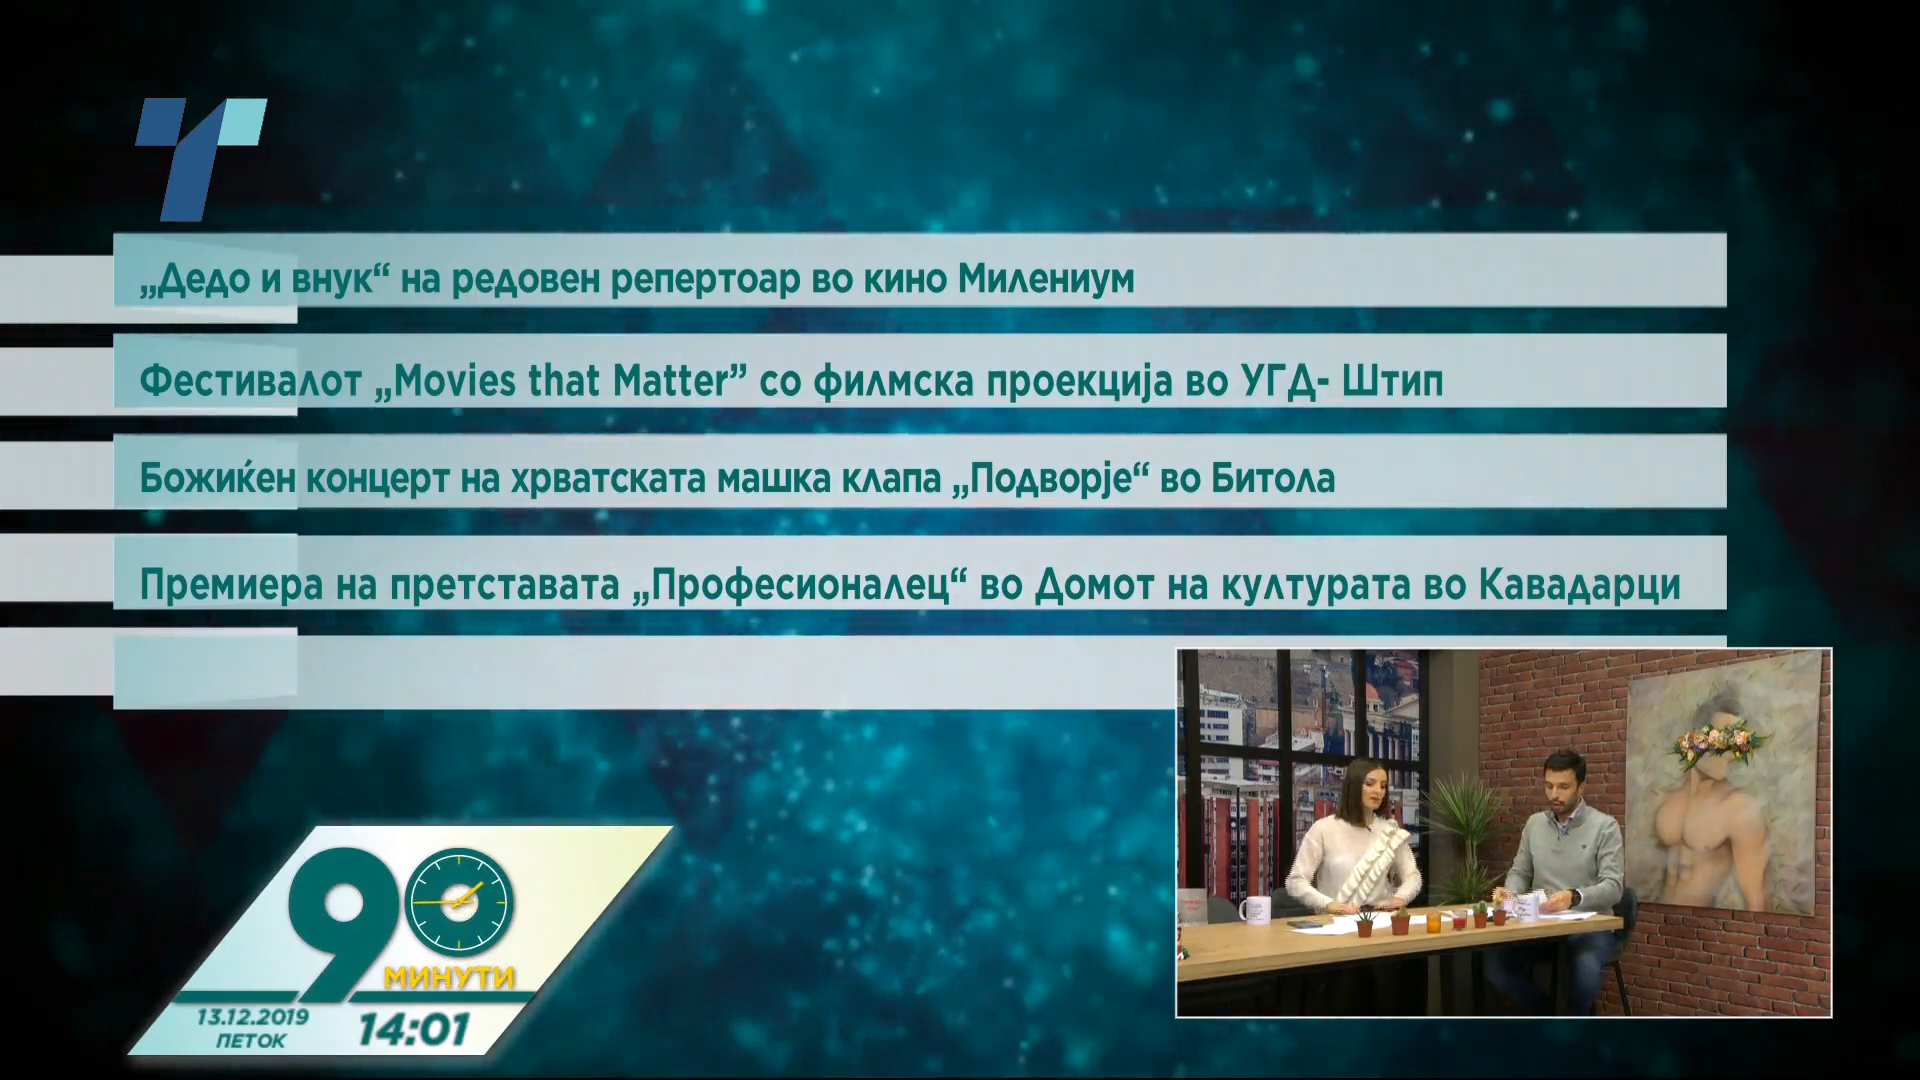 „Дедо и внук“ на редовен репертоар во кино Милениум
Фестивалот „Movies that Matter” со филмска проекција во УГД- Штип
Божиќен концерт на хрватската машка клапа „Подворје“ во Битола
Премиера на претставата „Професионалец“ во Домот на културата во Кавадарци
90
МИНУТИ
13.12.2019
ПЕТОК
14:01